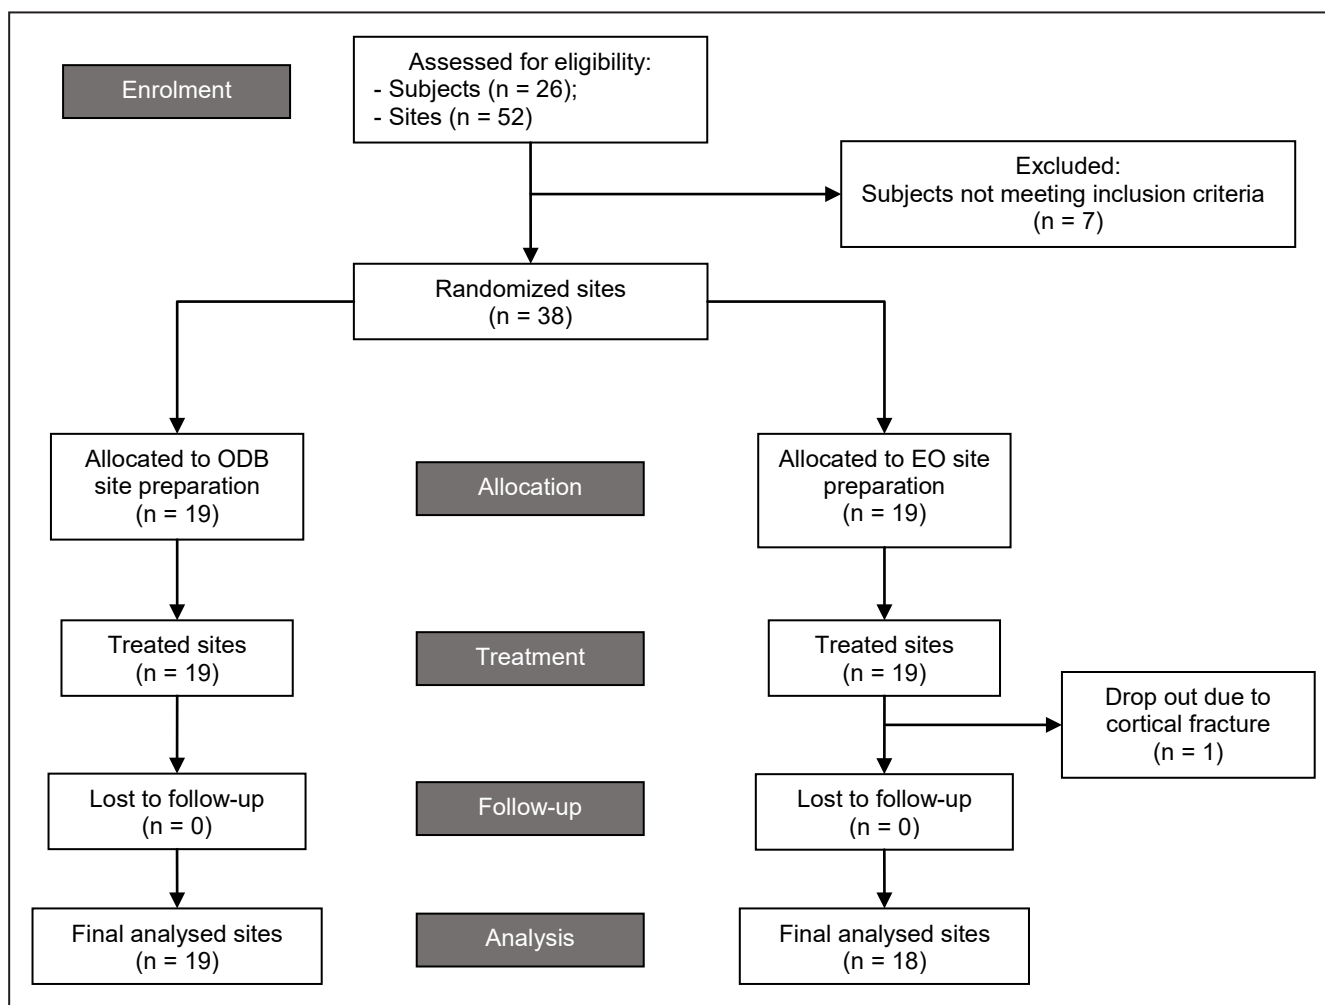 Enrolment
Assessed for eligibility:
- Subjects (n = 26);
- Sites (n = 52)
Excluded:
Subjects not meeting inclusion criteria
(n = 7)
Randomized sites
(n = 38)
Allocated to ODB
site preparation
(n = 19)
Allocation
Allocated to EO site
preparation
(n = 19)
Treated sites
(n = 19)
Treatment
Treated sites
(n = 19)
Drop out due to
cortical fracture
(n = 1)
Lost to follow-up
(n = 0)
Follow-up
Lost to follow-up
(n = 0)
Final analysed sites
(n = 19)
Analysis
Final analysed sites
(n = 18)